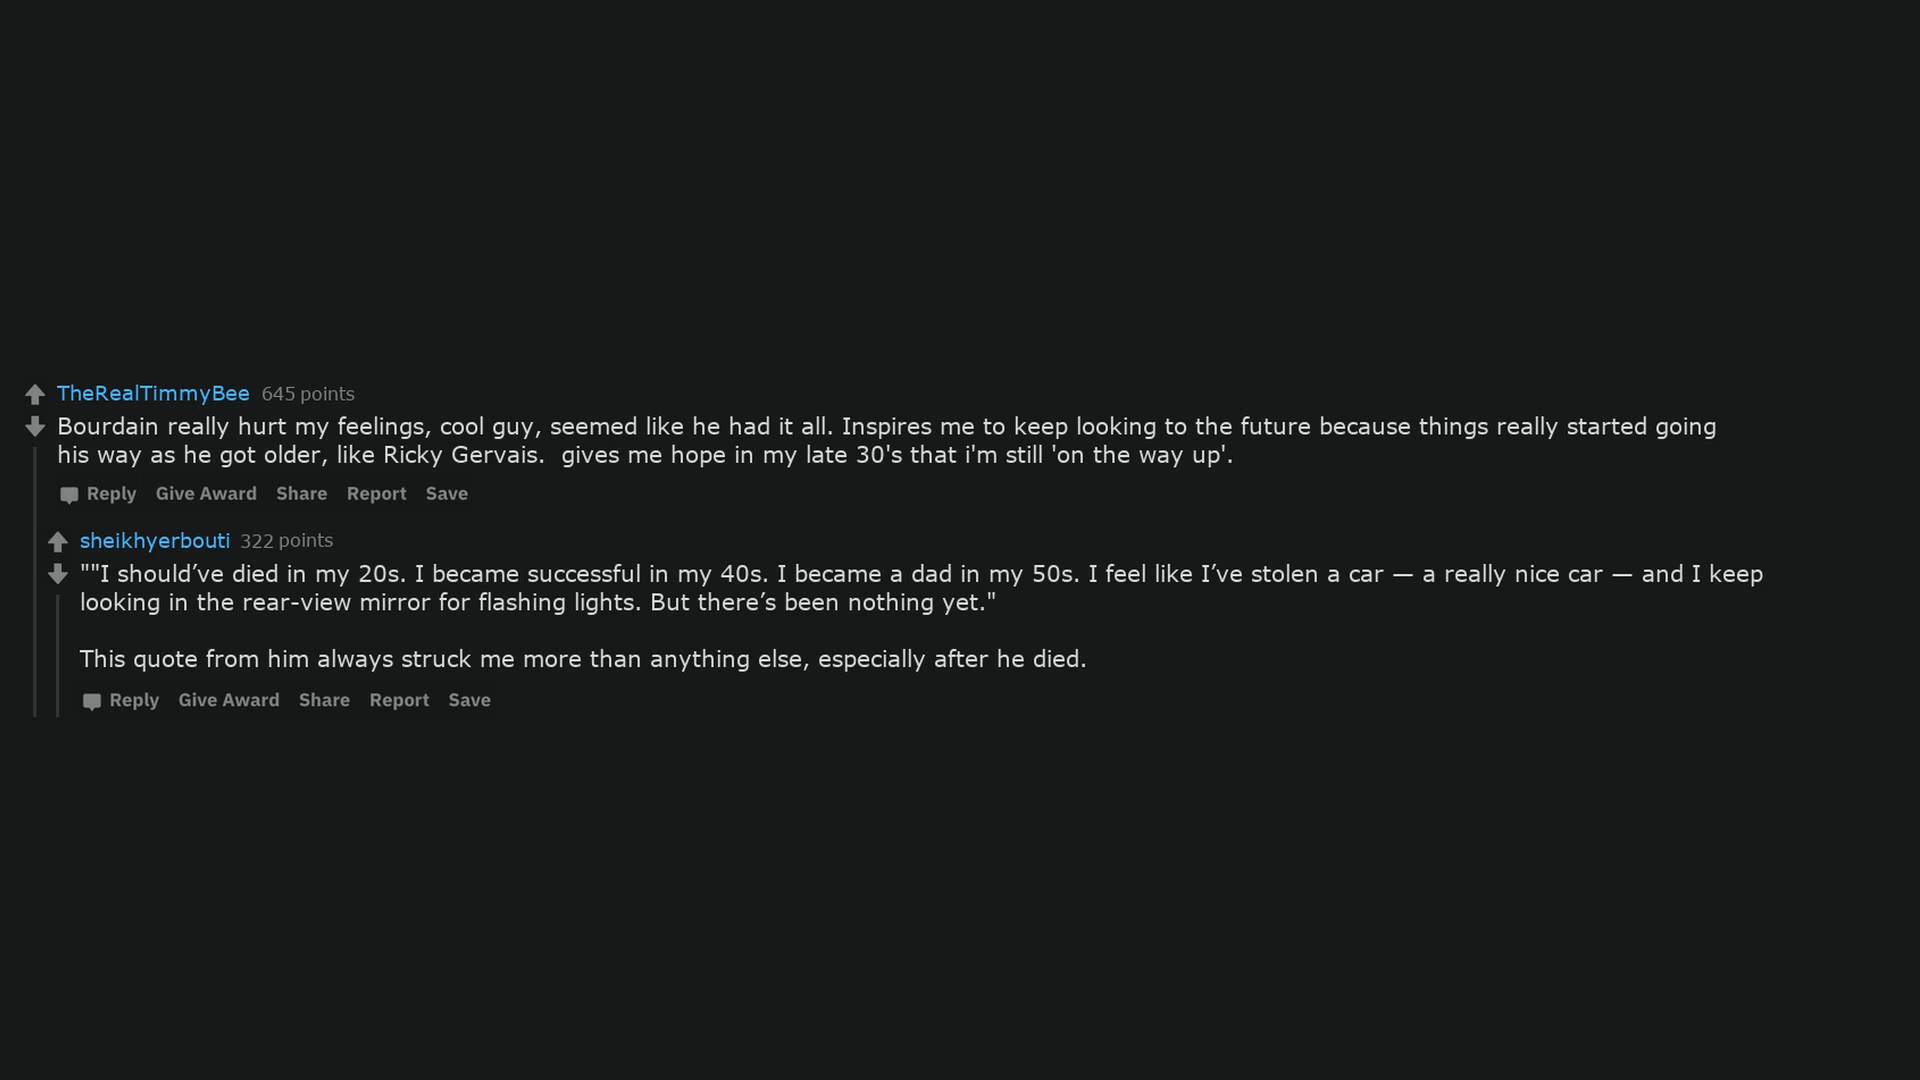 TheRealTimmyBee 645 points
Bourdain really hurt my feelings, cool guy, seemed like he had it all. Inspires me to keep looking to the future because things really started going
his way as he got older, like Ricky Gervais.  gives me hope in my late 30's that i'm still 'on the way up'.
Reply Give Award Share Report Save
sheikhyerbouti 322 points
""I should’ve died in my 20s. I became successful in my 40s. I became a dad in my 50s. I feel like I’ve stolen a car — a really nice car — and I keep
looking in the rear-view mirror for flashing lights. But there’s been nothing yet."
This quote from him always struck me more than anything else, especially after he died.
Reply Give Award Share Report Save